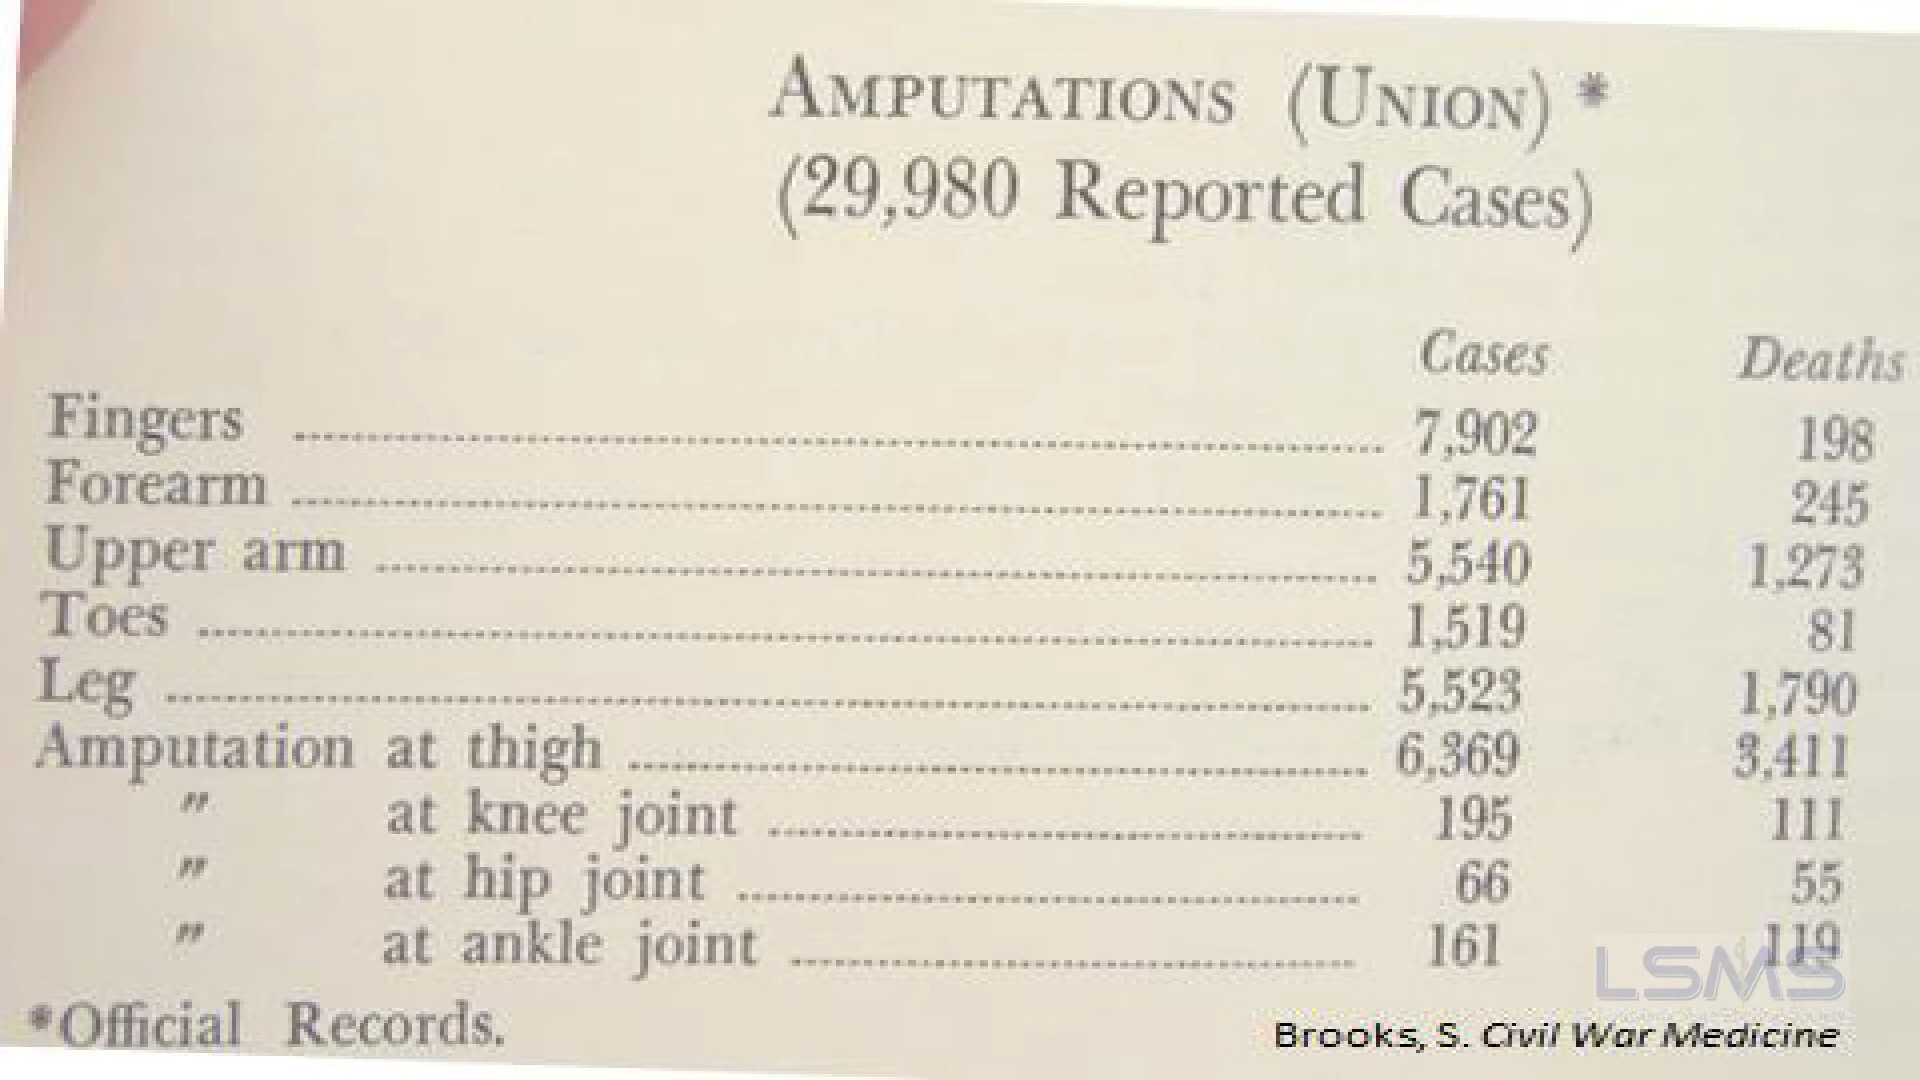 AMPUTATIONS (UNION) *
(29,980 Reported Cases)
Cases Deaths
Fingers ........ 7,902 198
Forearm ........ 1,761 245
Upper arm ........ 5,540 1,273
Toes ........ 1,519 81
Leg ........ 5,523 1,790
Amputation at thigh ........ 6,369 3,411
" at knee joint ........ 195 111
" at hip joint ........ 66 55
" at ankle joint ........ 161 119
LSMS
*Official Records.
Brooks, S. Civil War Medicine